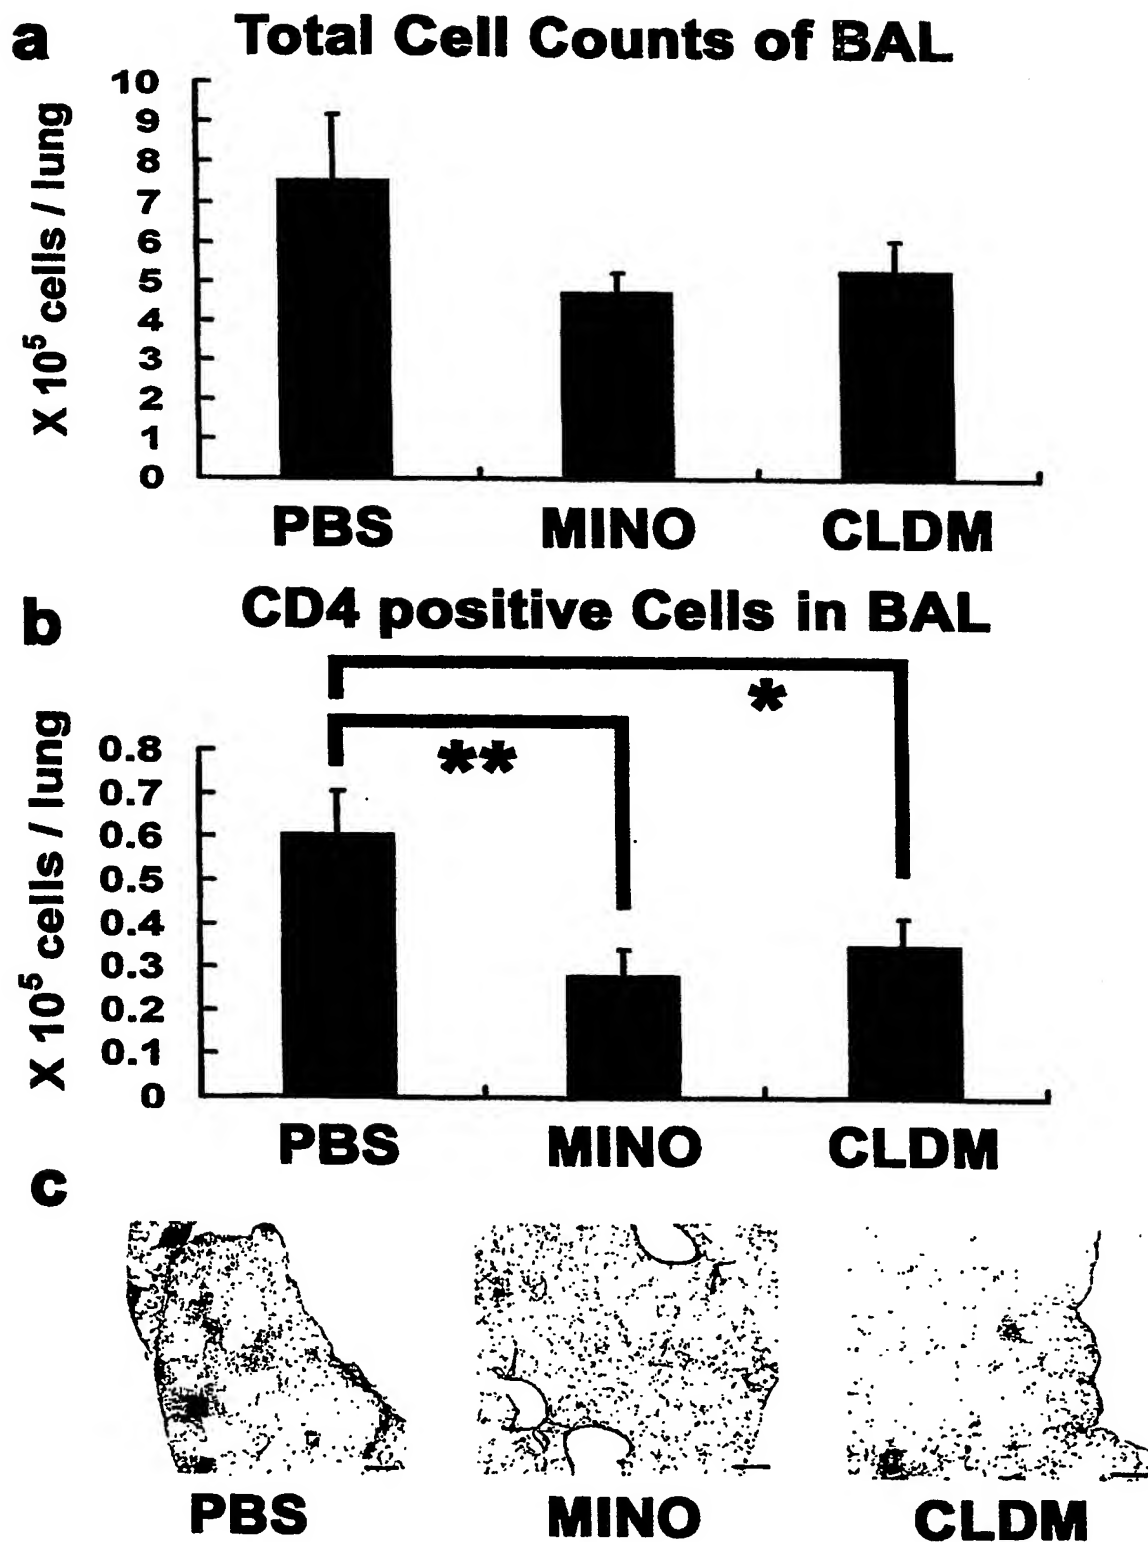 a
Total Cell Counts of BAL
X 10⁵ cells / lung
10
9
8
7
6
5
4
3
2
1
0
PBS MINO CLDM
b
CD4 positive Cells in BAL
*
**
X 10⁵ cells / lung
0.8
0.7
0.6
0.5
0.4
0.3
0.2
0.1
0
PBS MINO CLDM
c
PBS MINO CLDM